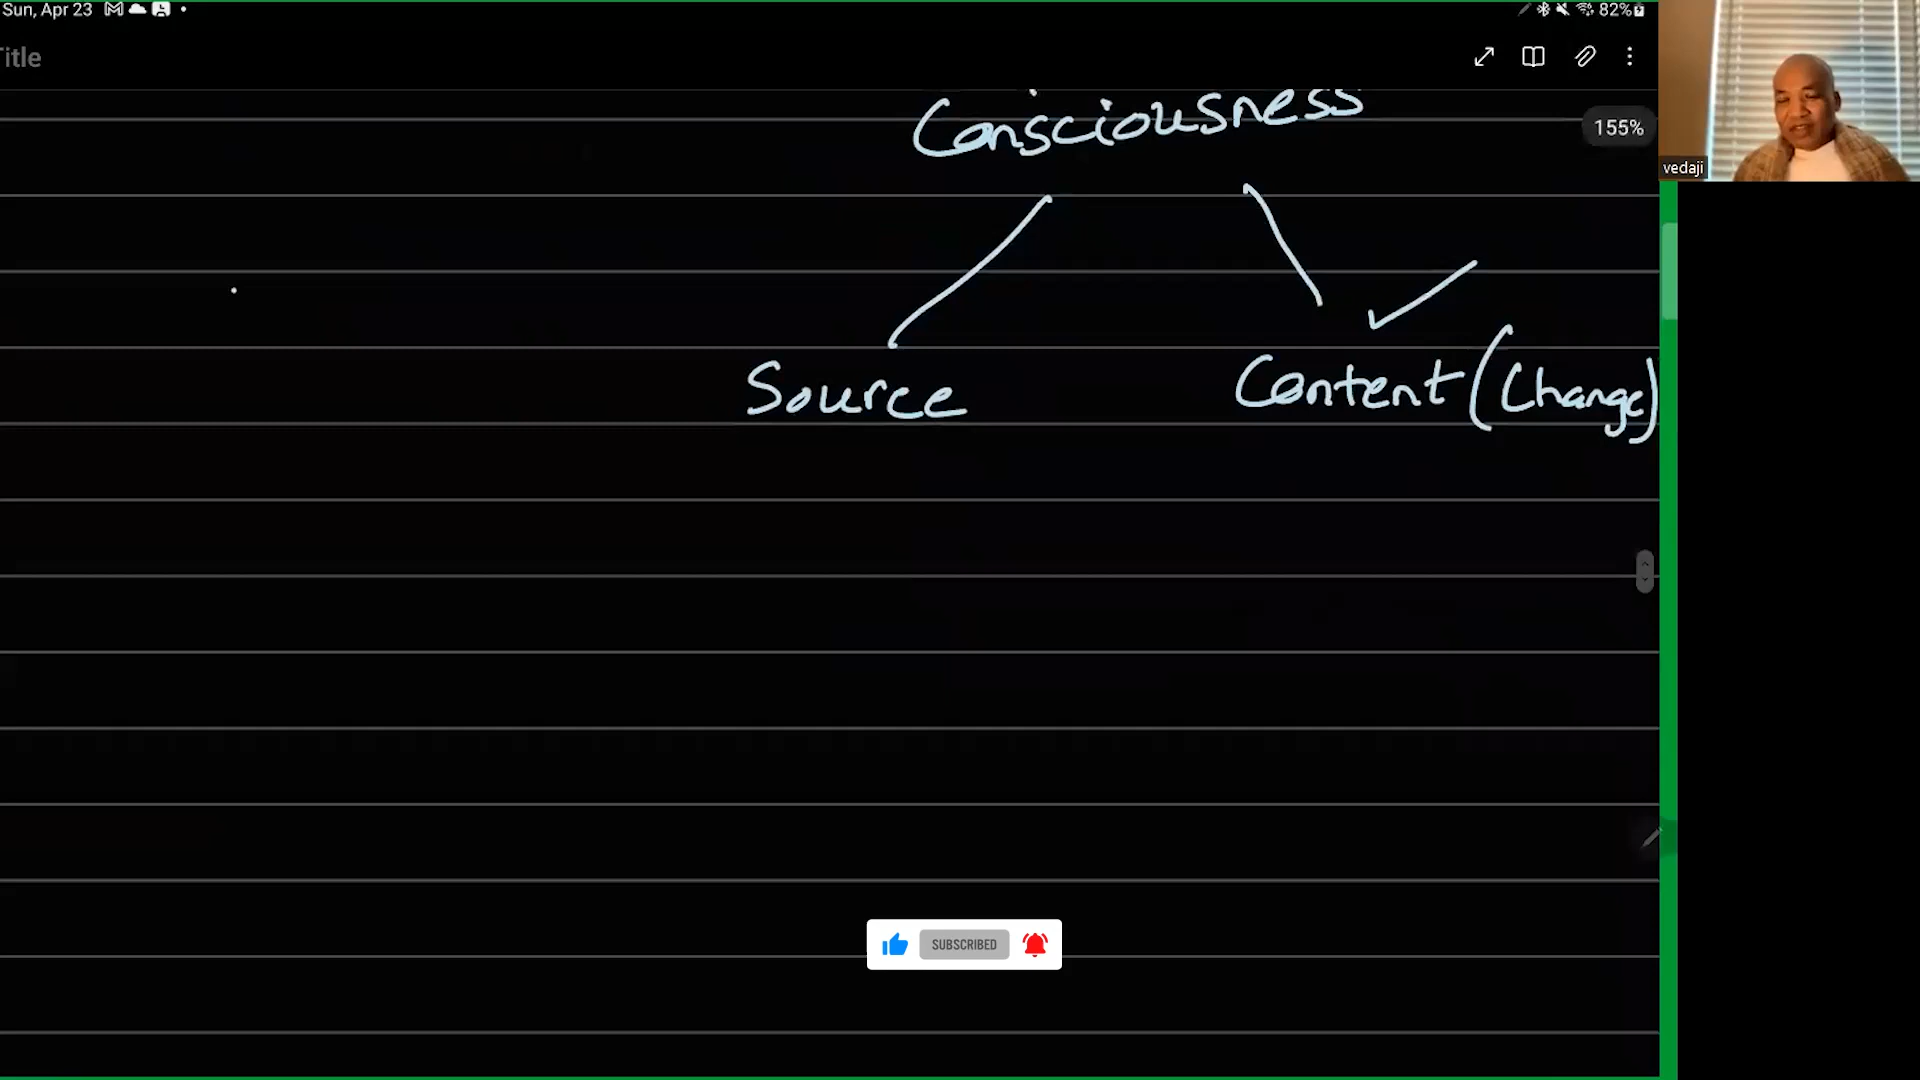 Sun, Apr 23
82%
Title
155%
vedaji
Consciousness
Source
Content (Change)
SUBSCRIBED